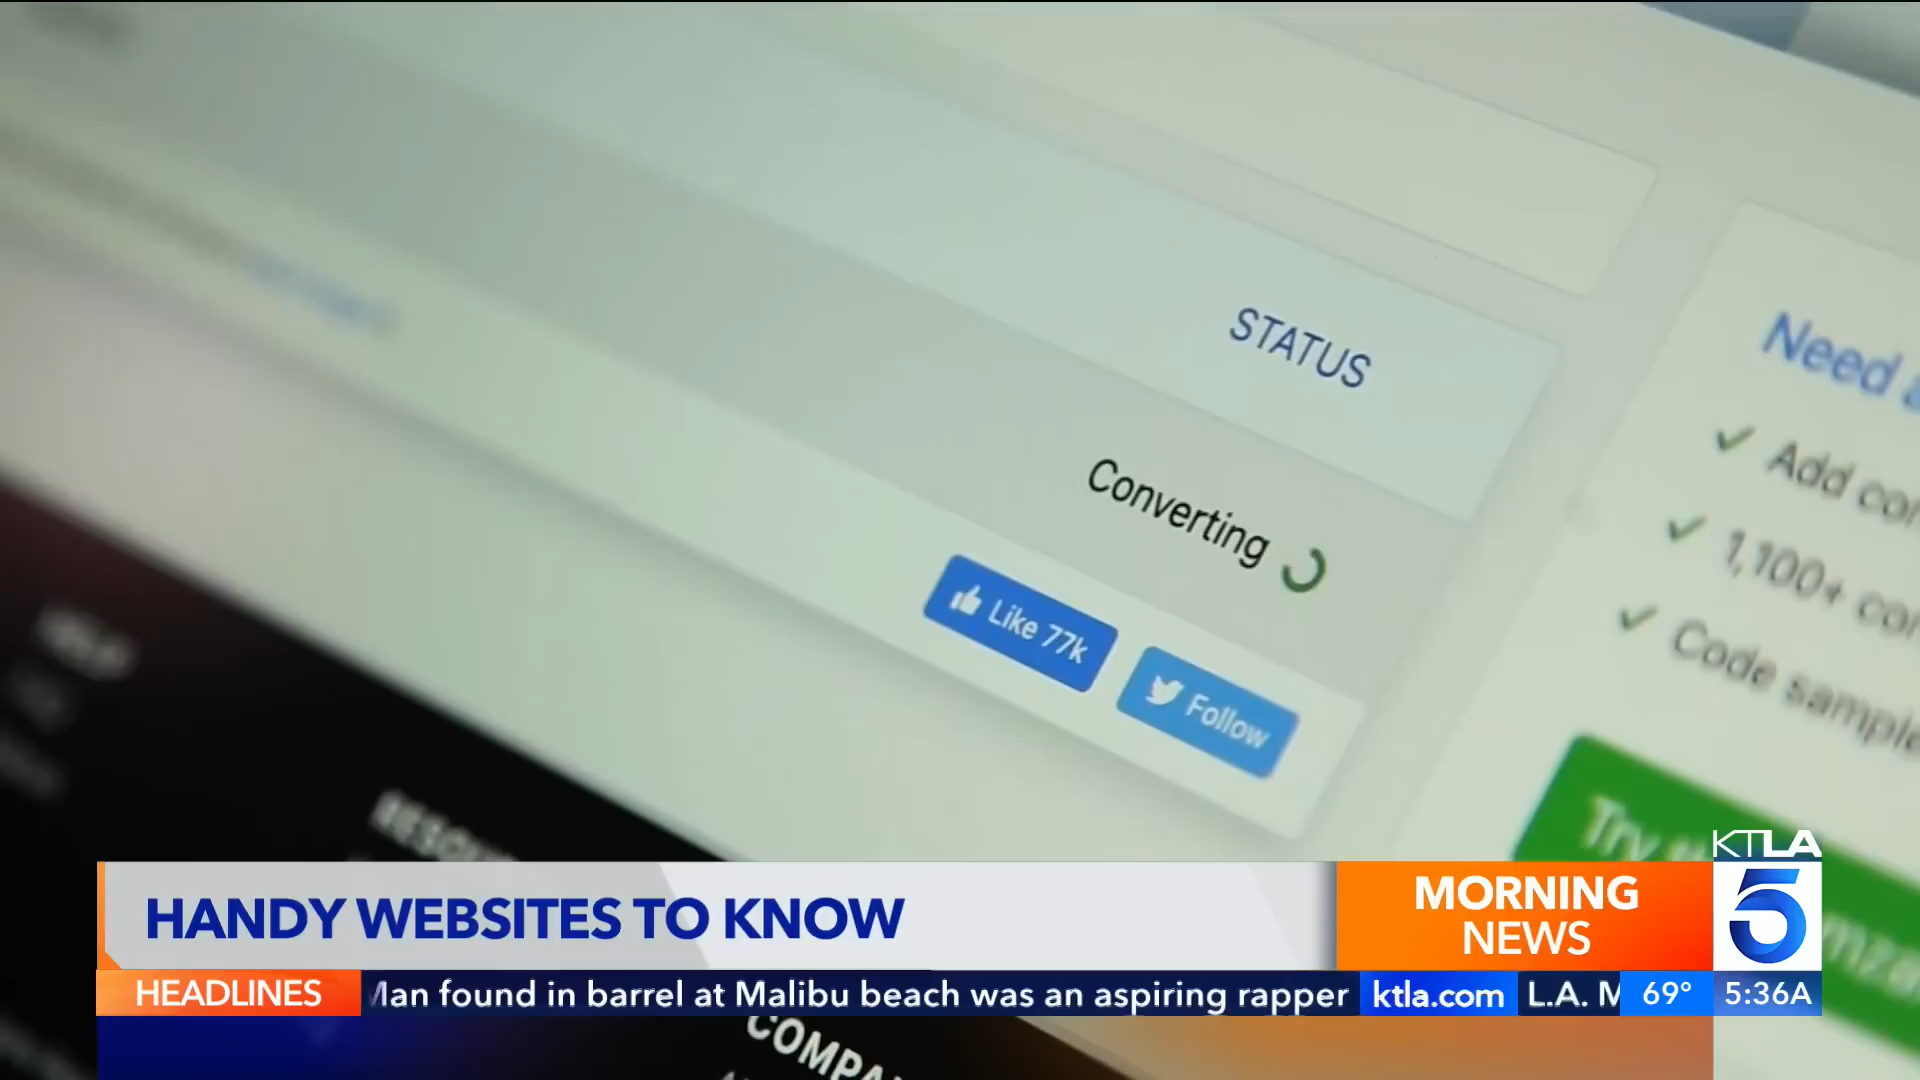 STATUS
Converting
Like 77k
Follow
Need
Add
1,100+
Code
Try
HANDY WEBSITES TO KNOW
MORNING
NEWS
KTLA
5
HEADLINES
Man found in barrel at Malibu beach was an aspiring rapper
ktla.com
L.A. M
69°
5:36A